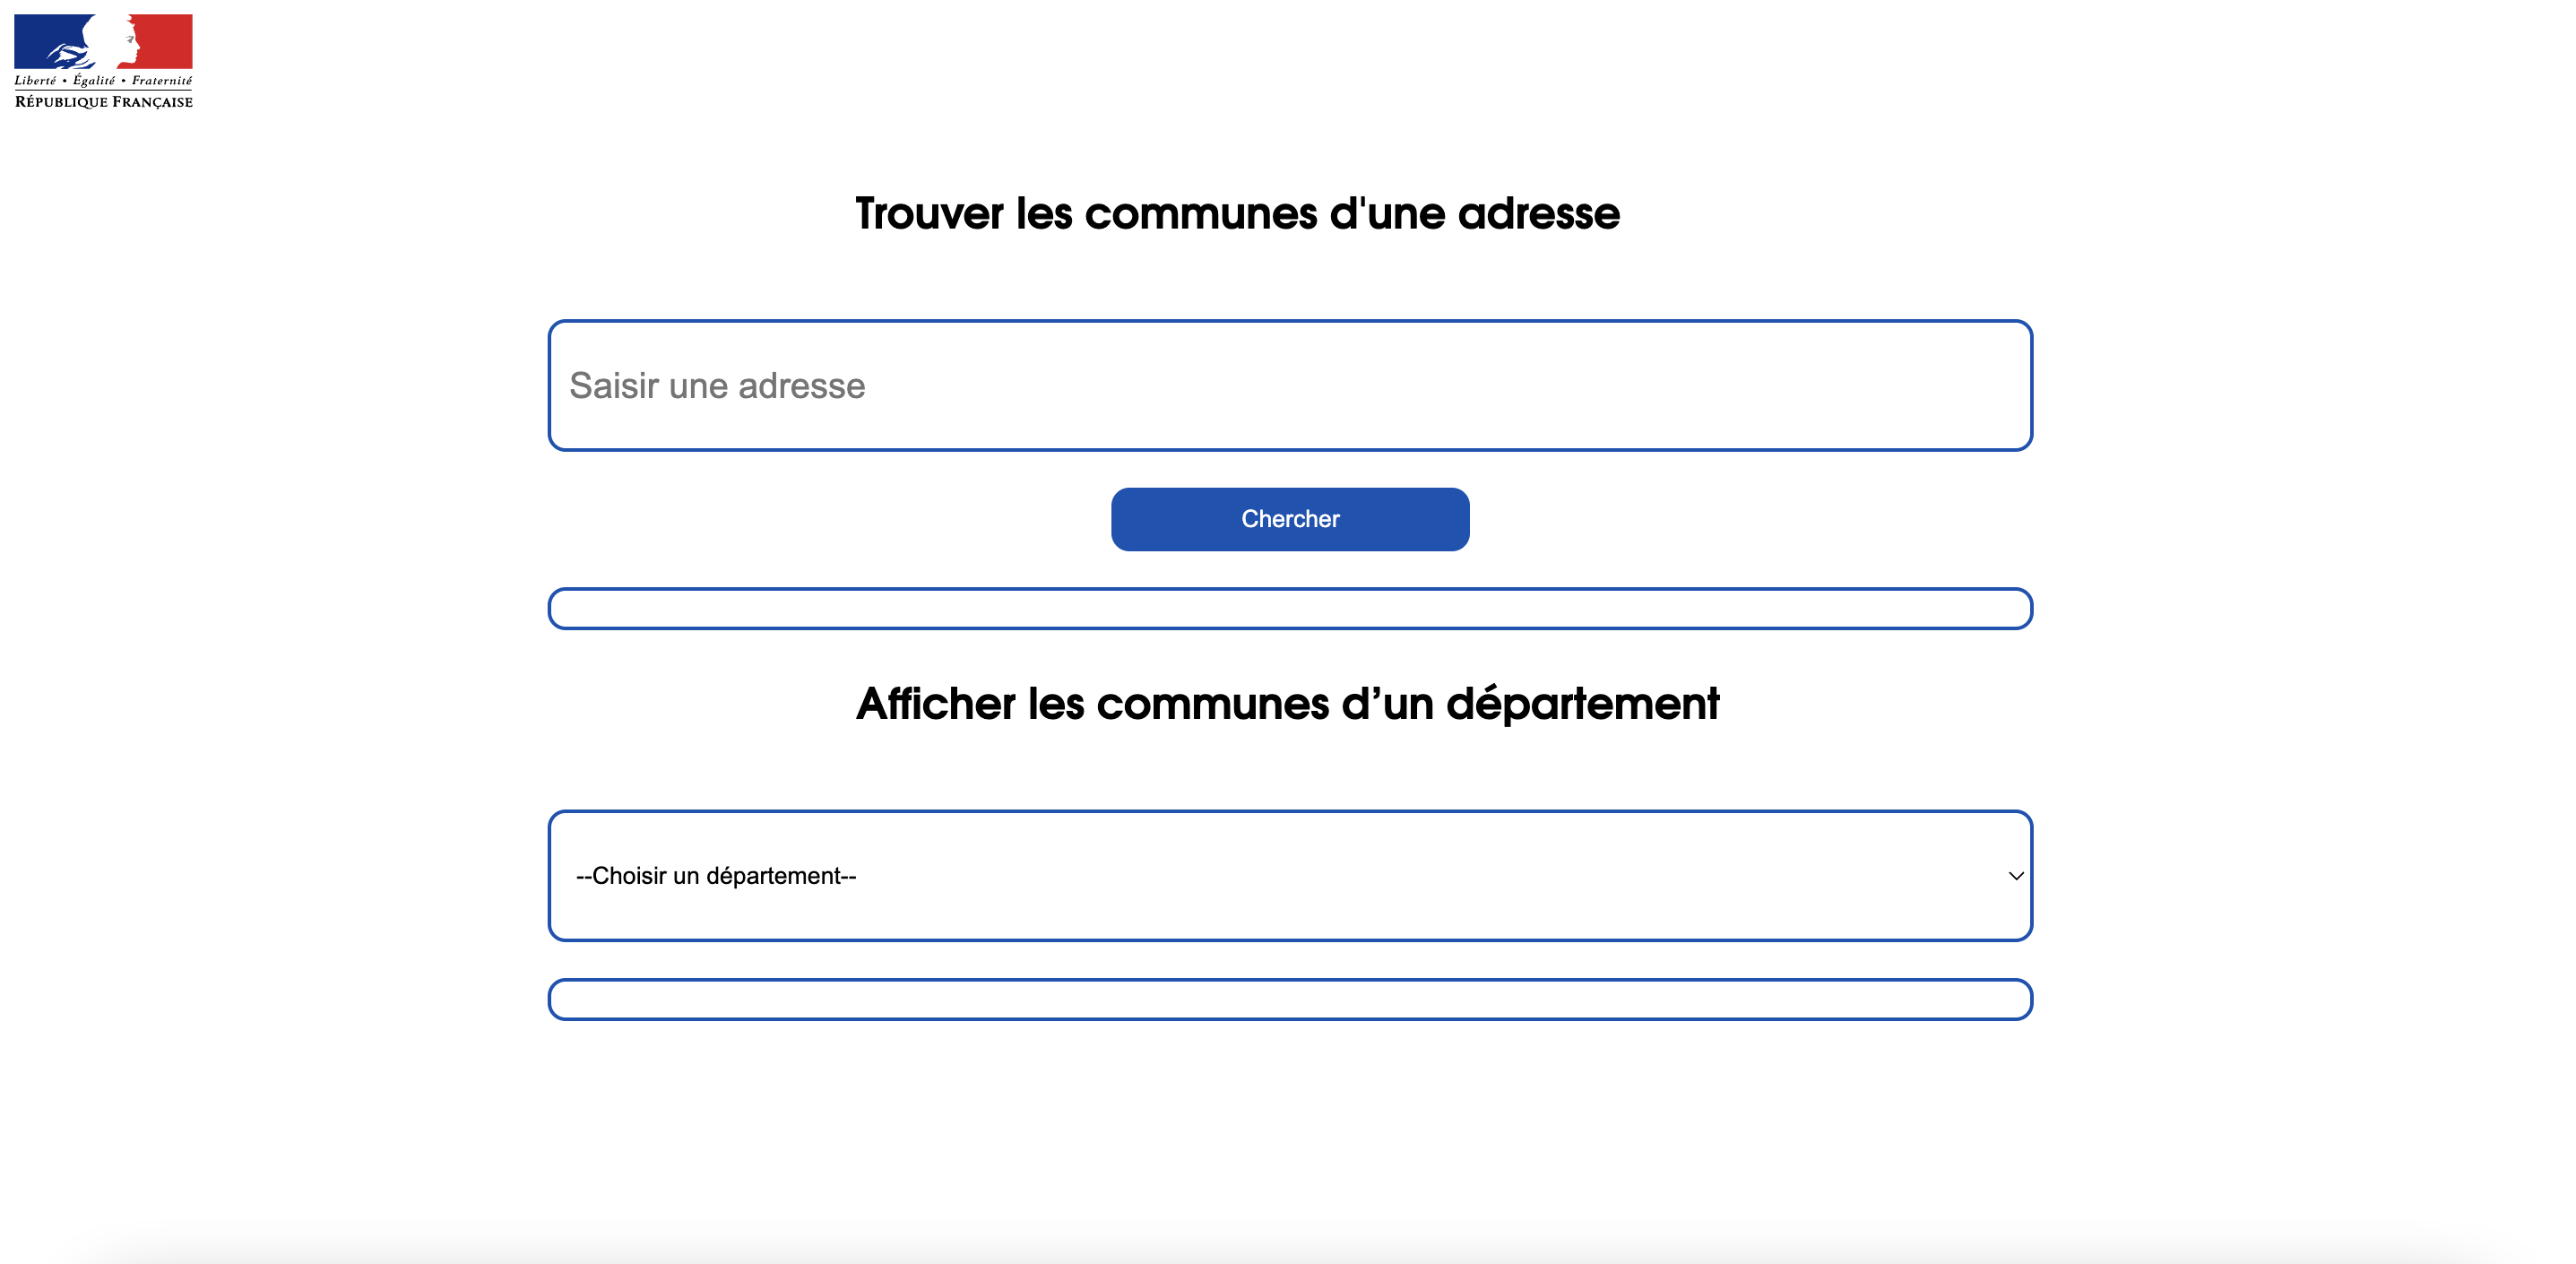 Liberté • Égalité • Fraternité
RÉPUBLIQUE FRANÇAISE
Trouver les communes d'une adresse
Saisir une adresse
Chercher
Afficher les communes d’un département
--Choisir un département--